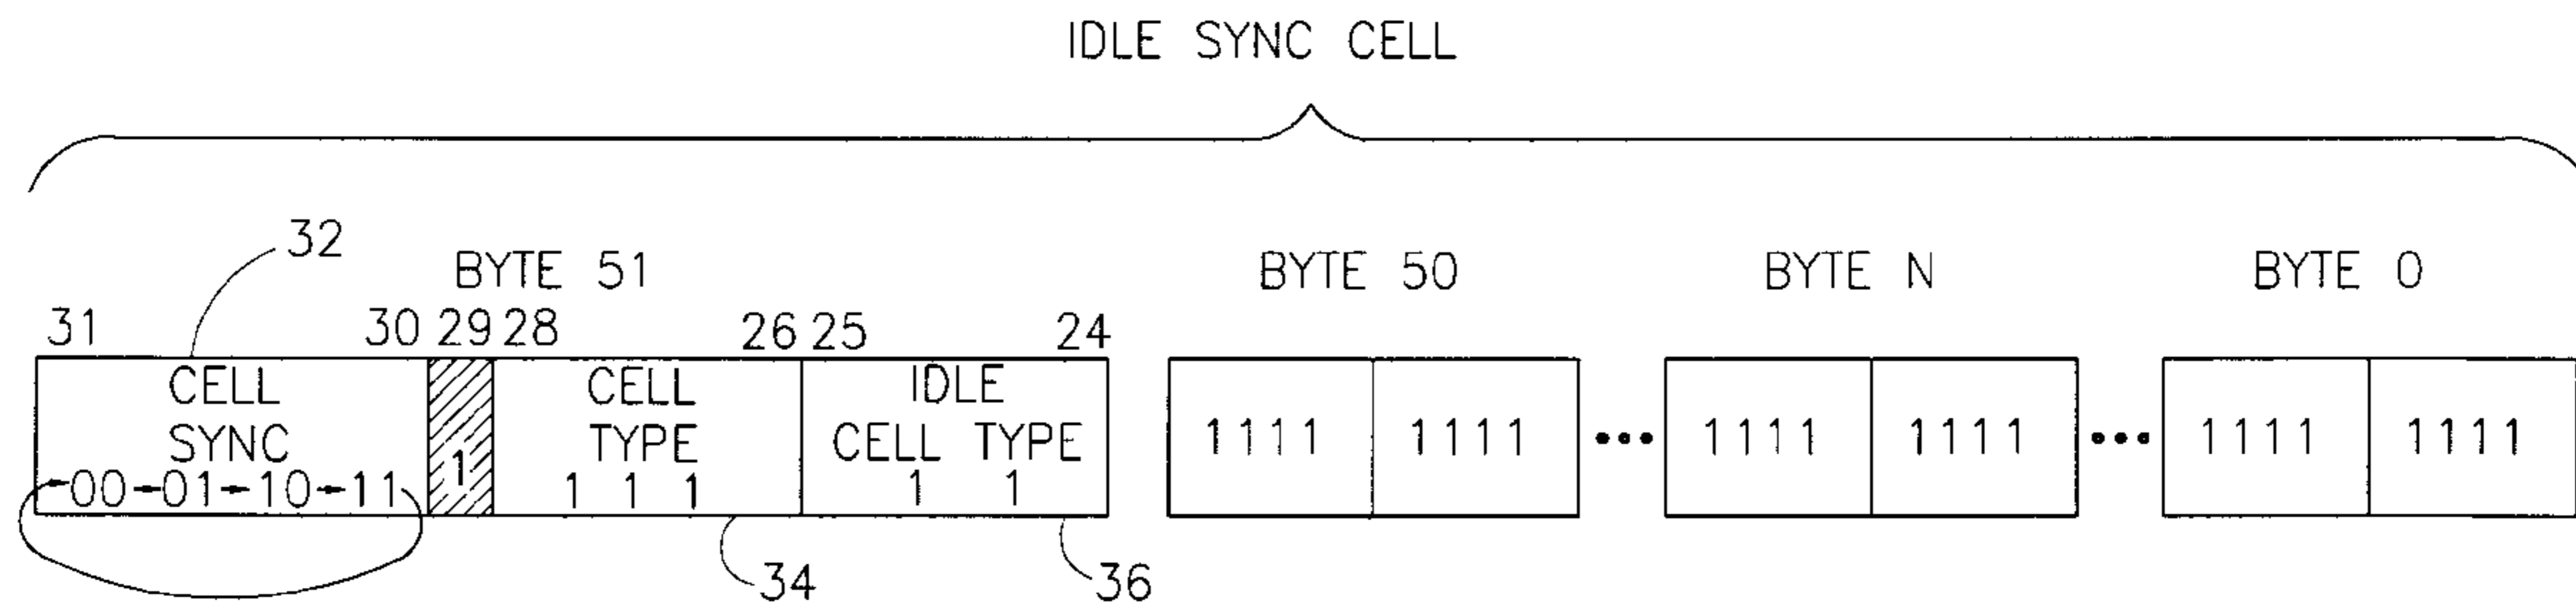 IDLE SYNC CELL
32
BYTE 51 BYTE 50 BYTE N BYTE 0
31 30 29 28 26 25 24
CELL CELL IDLE
SYNC TYPE CELL TYPE 1111 1111 ••• 1111 1111 ••• 1111 1111
00 01 10 11 1 1 1 1 1 1
34 36